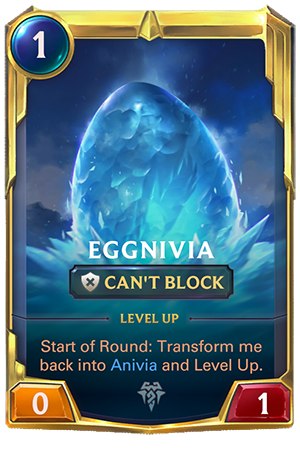 1
EGGNIVIA
CAN'T BLOCK
LEVEL UP
Start of Round: Transform me
back into Anivia and Level Up.
0
1